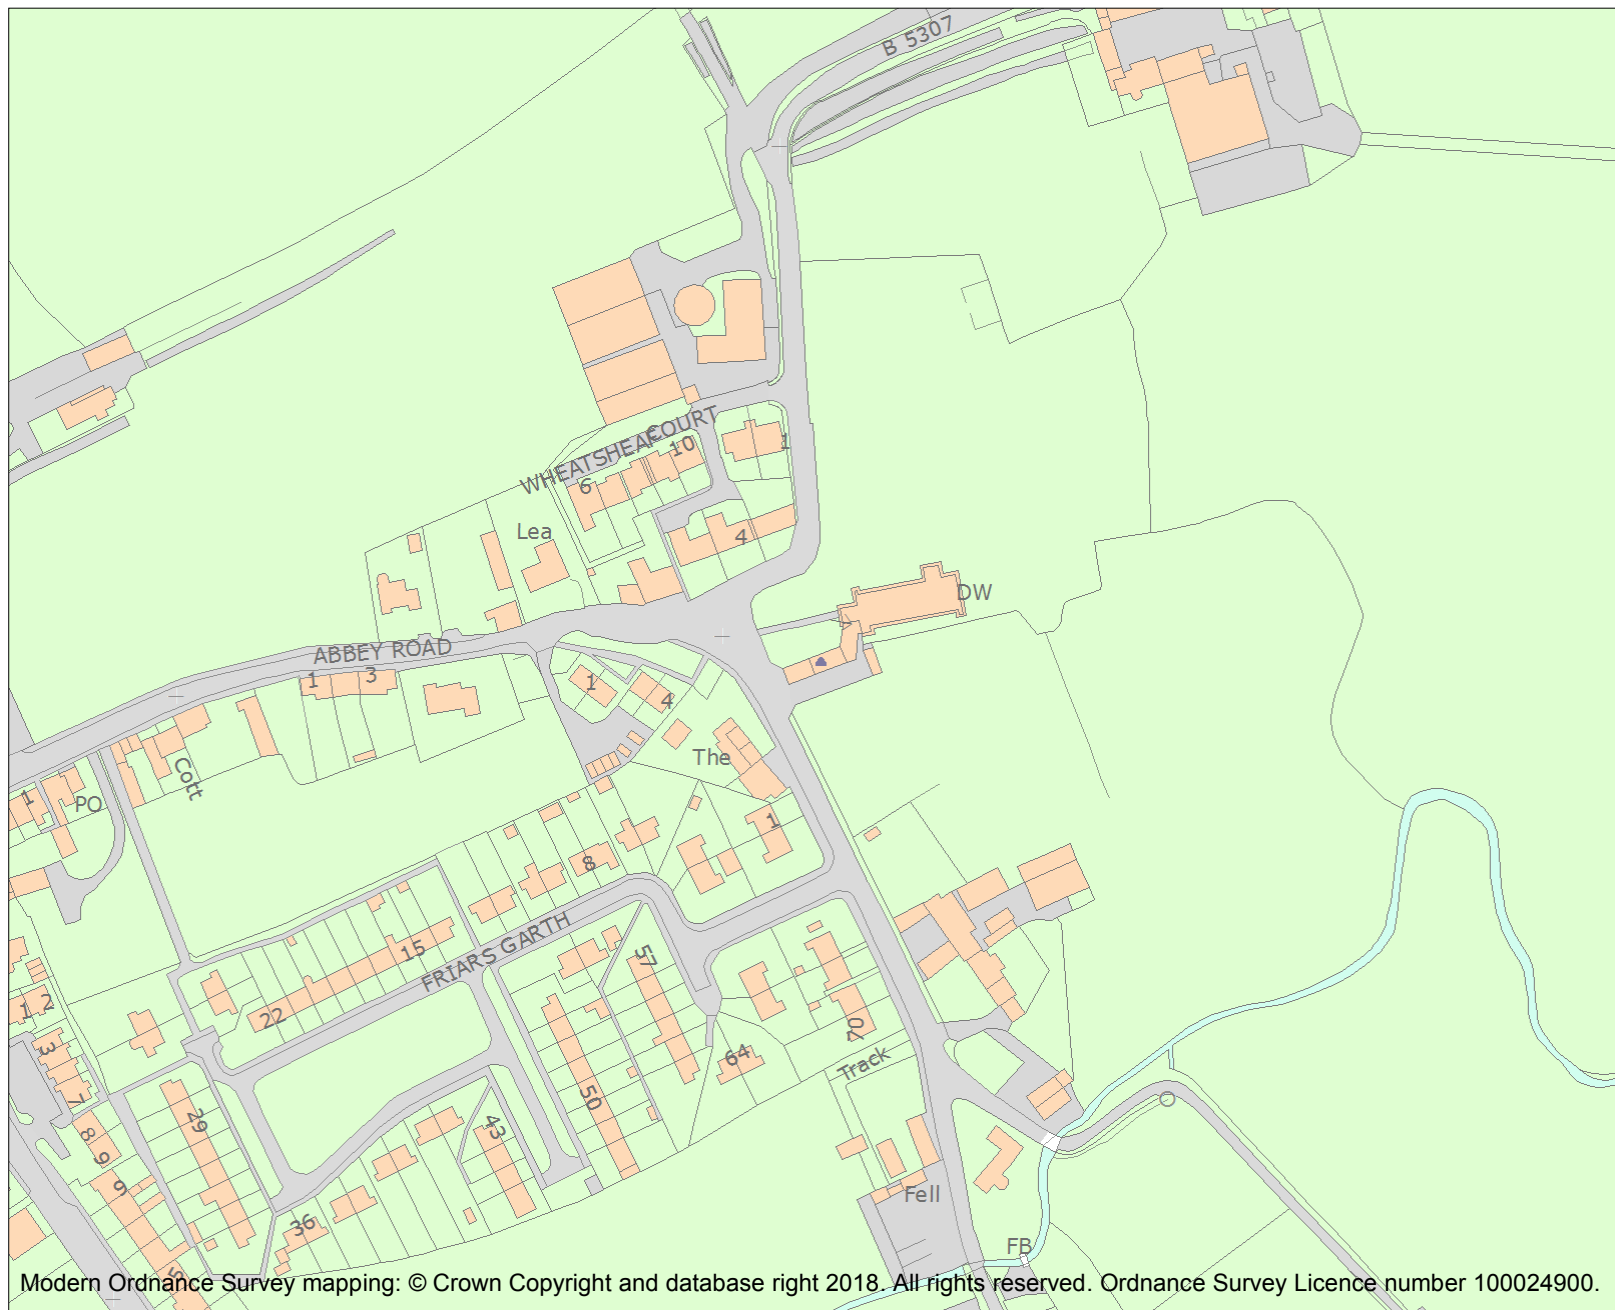 B 5307
WHEATSHEAF COURT
10
1
6
Lea
4
DW
ABBEY ROAD
1
3
1
4
The
Cott
1
PO
1
8
15
FRIARS GARTH
57
22
1
2
3
70
64
Track
7
29
50
43
8
9
9
36
Fell
FB
5
Modern Ordnance Survey mapping: © Crown Copyright and database right 2018. All rights reserved. Ordnance Survey Licence number 100024900.